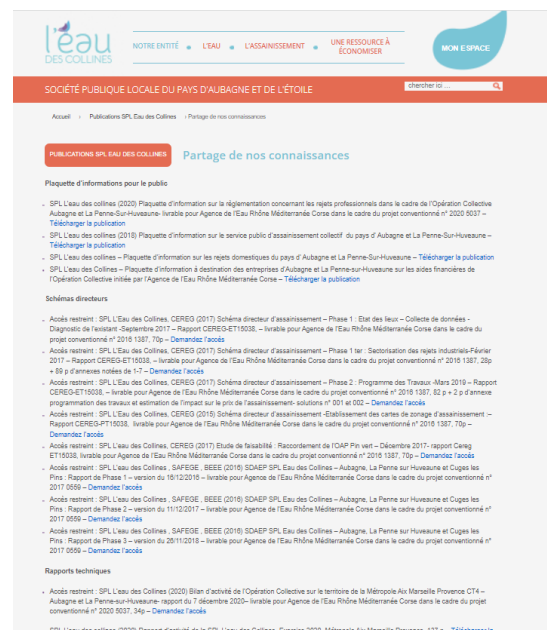 l'eau
DES COLLINES
NOTRE ENTITÉ
L'EAU
L'ASSAINISSEMENT
UNE RESSOURCE À
ÉCONOMISER
MON ESPACE
SOCIÉTÉ PUBLIQUE LOCALE DU PAYS D'AUBAGNE ET DE L'ÉTOILE
chercher ici ...
Accueil › Publications SPL Eau des Collines › Partage de nos connaissances
PUBLICATIONS SPL EAU DES COLLINES
Partage de nos connaissances
Plaquette d'informations pour le public
SPL L'eau des collines (2020) Plaquette d'information sur la réglementation concernant les rejets professionnels dans le cadre de l'Opération Collective
Aubagne et La Penne-Sur-Huveaune- livrable pour Agence de l'Eau Rhône Méditerranée Corse dans le cadre du projet conventionné n° 2020 5037 –
Télécharger la publication
SPL L'eau des collines (2018) Plaquette d'information sur le service public d'assainissement collectif du pays d' Aubagne et La Penne-Sur-Huveaune –
Télécharger la publication
SPL L'eau des collines – Plaquette d'information sur les rejets domestiques du pays d' Aubagne et La Penne-Sur-Huveaune – Télécharger la publication
SPL L'eau des Collines – Plaquette d'information à destination des entreprises d'Aubagne et La Penne-sur-Huveaune sur les aides financières de
l'Opération Collective initiée par l'Agence de l'Eau Rhône Méditerranée Corse – Télécharger la publication
Schémas directeurs
Accès restreint : SPL L'Eau des Collines, CEREG (2017) Schéma directeur d'assainissement – Phase 1 : Etat des lieux – Collecte de données -
Diagnostic de l'existant -Septembre 2017 – Rapport CEREG-ET15038, – livrable pour Agence de l'Eau Rhône Méditerranée Corse dans le cadre du
projet conventionné n° 2016 1387, 70p – Demandez l'accès
Accès restreint : SPL L'Eau des Collines, CEREG (2017) Schéma directeur d'assainissement – Phase 1 ter : Sectorisation des rejets industriels-Février
2017 – Rapport CEREG-ET15038, – livrable pour Agence de l'Eau Rhône Méditerranée Corse dans le cadre du projet conventionné n° 2016 1387, 28p
+ 89 p d'annexes notées de 1-7 – Demandez l'accès
Accès restreint : SPL L'Eau des Collines, CEREG (2017) Schéma directeur d'assainissement – Phase 2 : Programme des Travaux -Mars 2019 – Rapport
CEREG-ET15038, – livrable pour Agence de l'Eau Rhône Méditerranée Corse dans le cadre du projet conventionné n° 2016 1387, 82 p + 2 p d'annexe
programmation des travaux et estimation de l'impact sur le prix de l'assainissement- solutions n° 001 et 002 – Demandez l'accès
Accès restreint : SPL L'Eau des Collines, CEREG (2015) Schéma directeur d'assainissement -Etablissement des cartes de zonage d'assainissement :–
Rapport CEREG-PT15038, livrable pour Agence de l'Eau Rhône Méditerranée Corse dans le cadre du projet conventionné n° 2016 1387, 70p –
Demandez l'accès
Accès restreint : SPL L'Eau des Collines, CEREG (2017) Etude de faisabilité : Raccordement de l'OAP Pin vert – Décembre 2017- rapport Cereg
ET15038, livrable pour Agence de l'Eau Rhône Méditerranée Corse dans le cadre du projet conventionné n° 2016 1387, 70p – Demandez l'accès
Accès restreint : SPL L'eau des Collines , SAFEGE , BEEE (2016) SDAEP SPL Eau des Collines – Aubagne, La Penne sur Huveaune et Cuges les
Pins : Rapport de Phase 1 – version du 16/12/2016 – livrable pour Agence de l'Eau Rhône Méditerranée Corse dans le cadre du projet conventionné n°
2017 0559 – Demandez l'accès
Accès restreint : SPL L'eau des Collines , SAFEGE , BEEE (2016) SDAEP SPL Eau des Collines – Aubagne, La Penne sur Huveaune et Cuges les
Pins : Rapport de Phase 2 – version du 11/12/2017 – livrable pour Agence de l'Eau Rhône Méditerranée Corse dans le cadre du projet conventionné n°
2017 0559 – Demandez l'accès
Accès restreint : SPL L'eau des Collines , SAFEGE , BEEE (2016) SDAEP SPL Eau des Collines – Aubagne, La Penne sur Huveaune et Cuges les
Pins : Rapport de Phase 3 – version du 26/11/2018 – livrable pour Agence de l'Eau Rhône Méditerranée Corse dans le cadre du projet conventionné n°
2017 0559 – Demandez l'accès
Rapports techniques
Accès restreint : SPL L'eau des Collines (2020) Bilan d'activité de l'Opération Collective sur le territoire de la Métropole Aix Marseille Provence CT4 –
Aubagne et La Penne-sur-Huveaune- rapport du 7 décembre 2020– livrable pour Agence de l'Eau Rhône Méditerranée Corse dans le cadre du projet
conventionné n° 2020 5037, 34p – Demandez l'accès